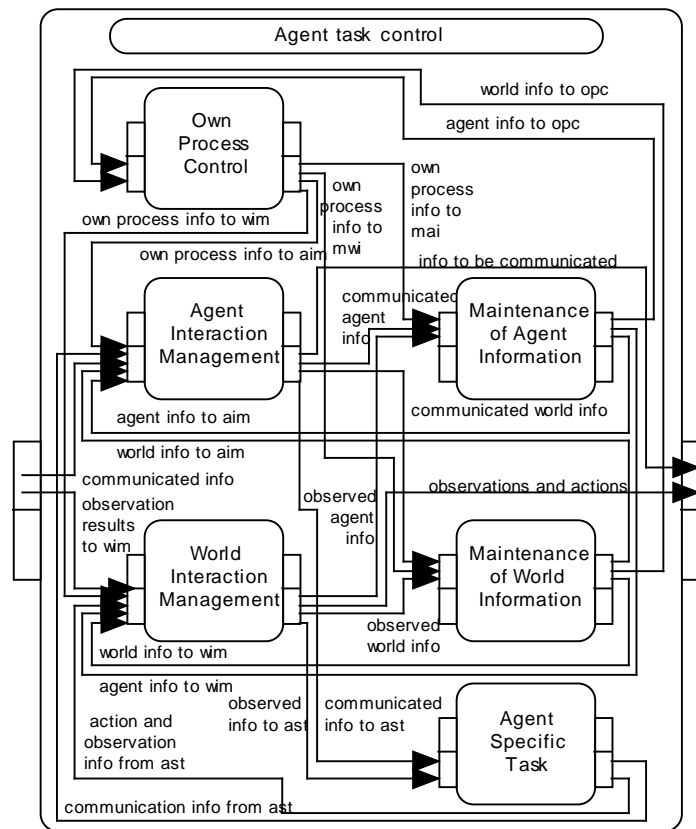 Agent task control
world info to opc
agent info to opc
Own
Process
Control
own
process
info to
mwi
own
process
info to
mai
own process info to wim
own process info to aim
info to be communicated
Agent
Interaction
Management
communicated
agent
info
Maintenance
of Agent
Information
agent info to aim
communicated world info
world info to aim
communicated info
observation
results
to wim
observed
agent
info
observations and actions
World
Interaction
Management
Maintenance
of World
Information
observed
world info
world info to wim
agent info to wim
action and
observation
info from ast
observed
info to ast
communicated
info to ast
Agent
Specific
Task
communication info from ast